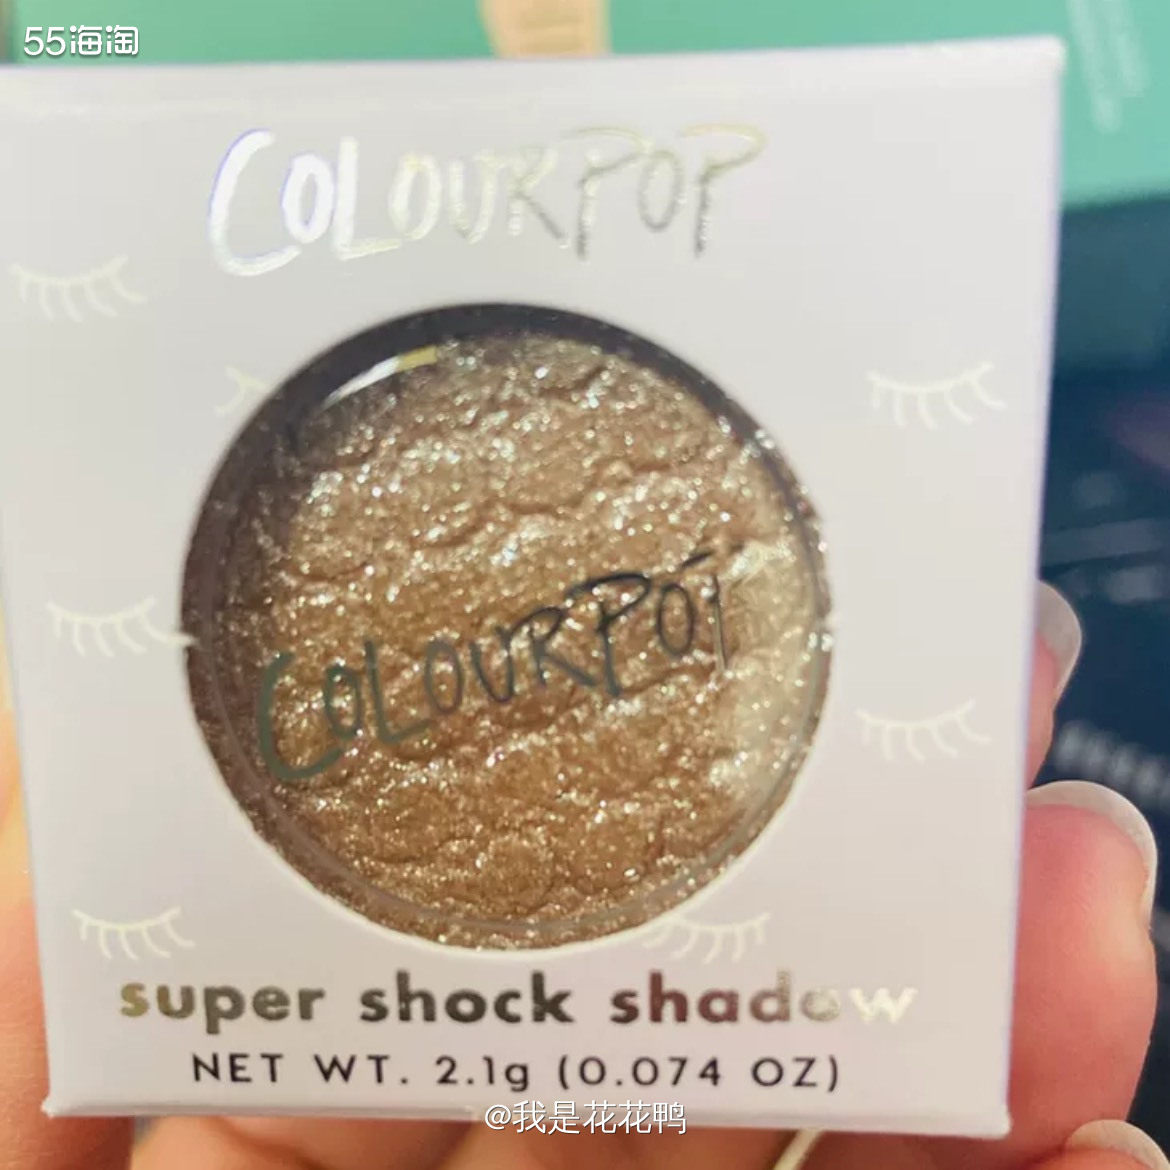 55海淘
COLOURPOP
COLOURPOP
super shock shadow
NET WT. 2.1g (0.074 OZ)
@我是花花鸭